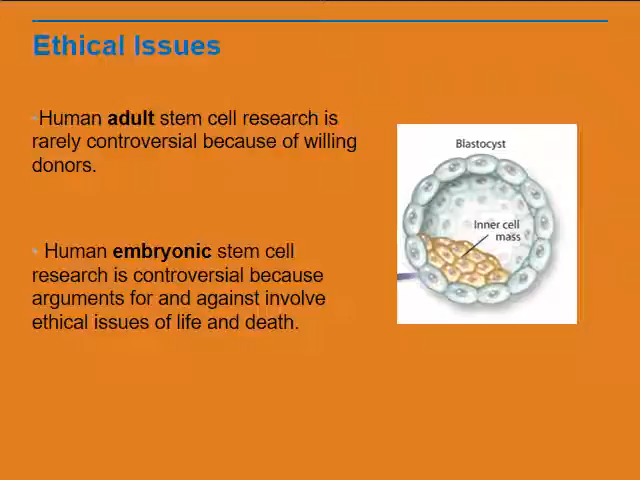 Ethical Issues
-Human adult stem cell research is
rarely controversial because of willing
donors.
- Human embryonic stem cell
research is controversial because
arguments for and against involve
ethical issues of life and death.
Blastocyst
Inner cell
mass